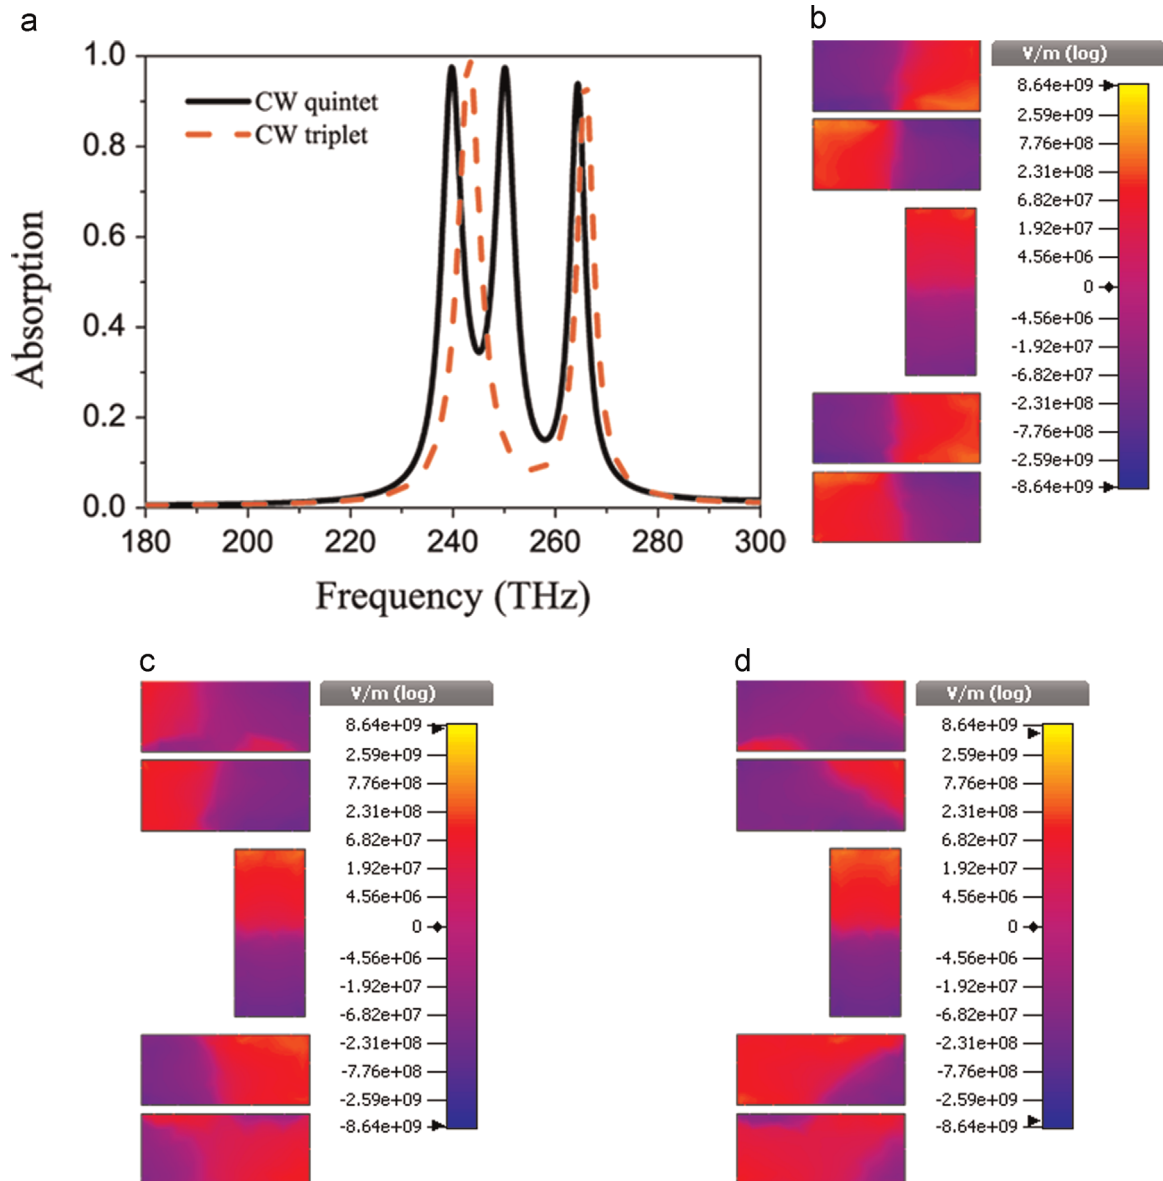 a
1.0
0.8
0.6
0.4
0.2
0.0
Absorption
CW quintet
CW triplet
180 200 220 240 260 280 300
Frequency (THz)
b
V/m (log)
8.64e+09
2.59e+09
7.76e+08
2.31e+08
6.82e+07
1.92e+07
4.56e+06
0
-4.56e+06
-1.92e+07
-6.82e+07
-2.31e+08
-7.76e+08
-2.59e+09
-8.64e+09
c
V/m (log)
8.64e+09
2.59e+09
7.76e+08
2.31e+08
6.82e+07
1.92e+07
4.56e+06
0
-4.56e+06
-1.92e+07
-6.82e+07
-2.31e+08
-7.76e+08
-2.59e+09
-8.64e+09
d
V/m (log)
8.64e+09
2.59e+09
7.76e+08
2.31e+08
6.82e+07
1.92e+07
4.56e+06
0
-4.56e+06
-1.92e+07
-6.82e+07
-2.31e+08
-7.76e+08
-2.59e+09
-8.64e+09